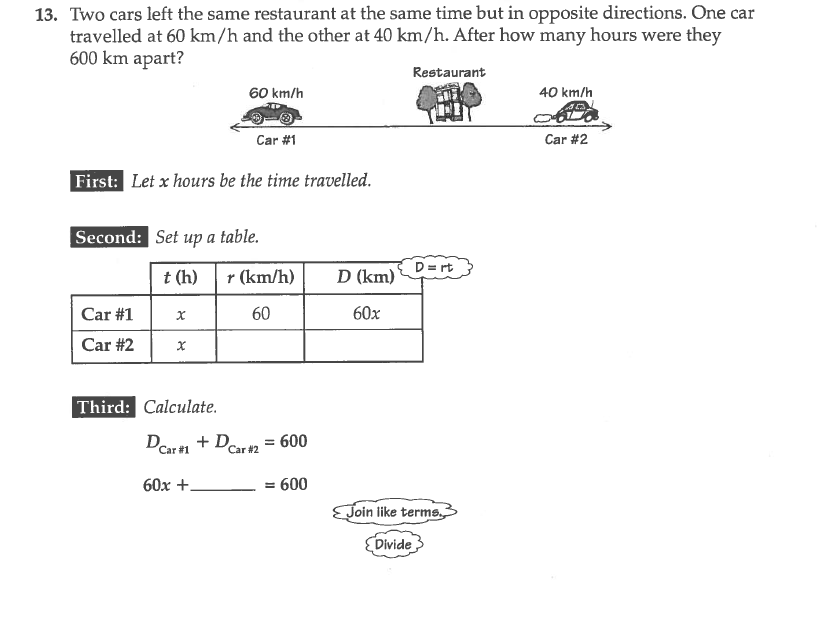 13. Two cars left the same restaurant at the same time but in opposite directions. One car
travelled at 60 km/h and the other at 40 km/h. After how many hours were they
600 km apart?
Restaurant
60 km/h
40 km/h
Car #1
Car #2
First: Let x hours be the time travelled.
Second: Set up a table.
t (h) r (km/h) D (km) D = rt
Car #1 x 60 60x
Car #2 x
Third: Calculate.
D Car #1 + D Car #2 = 600
60x + ________ = 600
Join like terms.
Divide